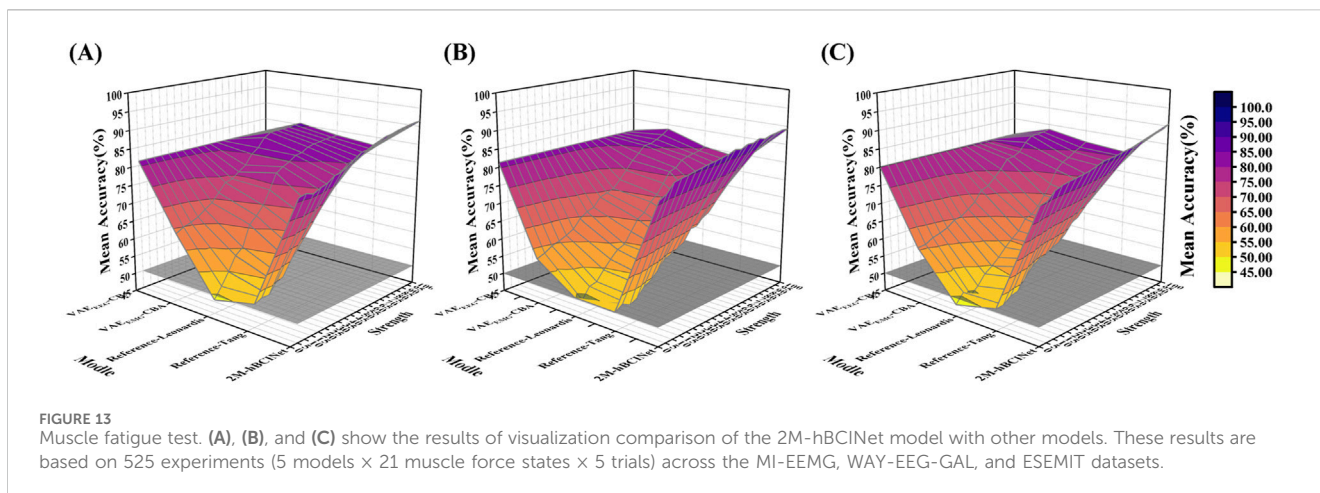 (A)
100
95
90
85
80
75
70
65
60
55
50
45
Mean Accuracy(%)
Reference-Leonardis
Reference-Tang
2M-hBCINet
Modle
Strength
(B)
100
95
90
85
80
75
70
65
60
55
50
45
Mean Accuracy(%)
Reference-Leonardis
Reference-Tang
2M-hBCINet
Modle
Strength
(C)
100
95
90
85
80
75
70
65
60
55
50
45
Mean Accuracy(%)
Reference-Leonardis
Reference-Tang
2M-hBCINet
Modle
Strength
Mean Accuracy(%)
100.0
95.00
90.00
85.00
80.00
75.00
70.00
65.00
60.00
55.00
50.00
45.00
FIGURE 13
Muscle fatigue test. (A), (B), and (C) show the results of visualization comparison of the 2M-hBCINet model with other models. These results are
based on 525 experiments (5 models × 21 muscle force states × 5 trials) across the MI-EEMG, WAY-EEG-GAL, and ESEMIT datasets.